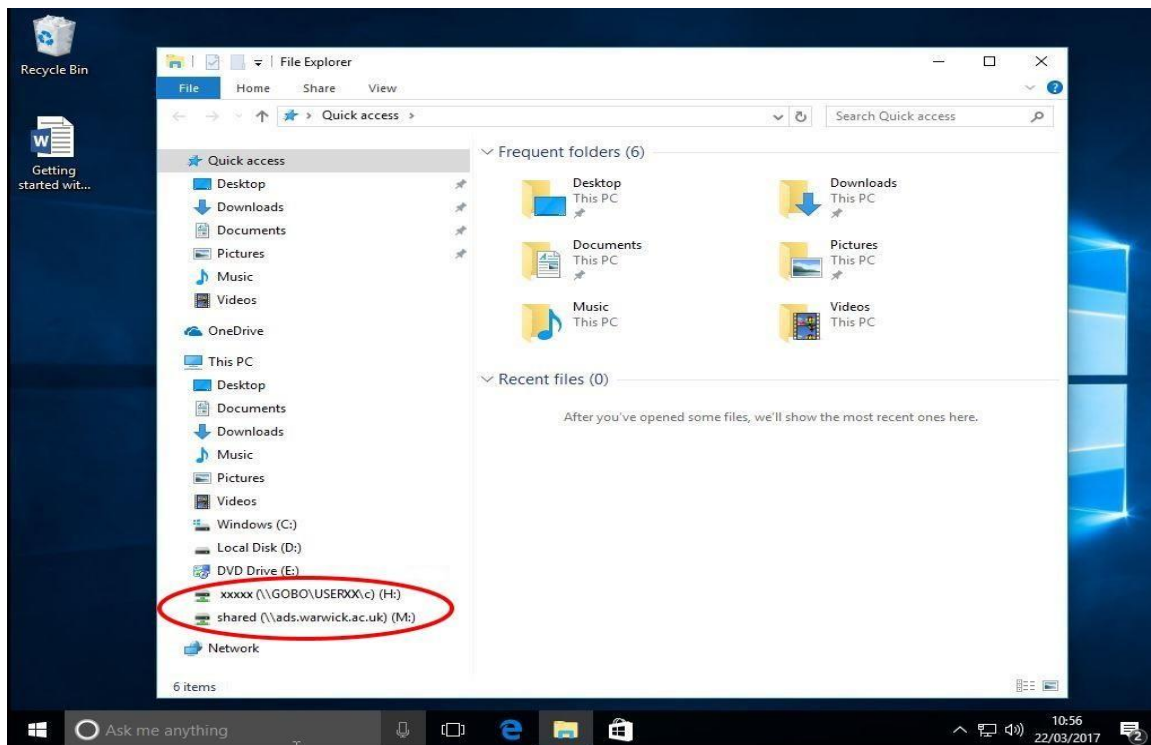 Recycle Bin
Getting
started wit...
File Explorer
File Home Share View
Quick access
Search Quick access
Quick access
Desktop
Downloads
Documents
Pictures
Music
Videos
OneDrive
This PC
Desktop
Documents
Downloads
Music
Pictures
Videos
Windows (C:)
Local Disk (D:)
DVD Drive (E:)
xxxxx (\\GOBO\USERXX\c) (H:)
shared (\\ads.warwick.ac.uk) (M:)
Network
6 items
Frequent folders (6)
Desktop
This PC
Downloads
This PC
Documents
This PC
Pictures
This PC
Music
This PC
Videos
This PC
Recent files (0)
After you've opened some files, we'll show the most recent ones here.
Ask me anything
10:56
22/03/2017
2